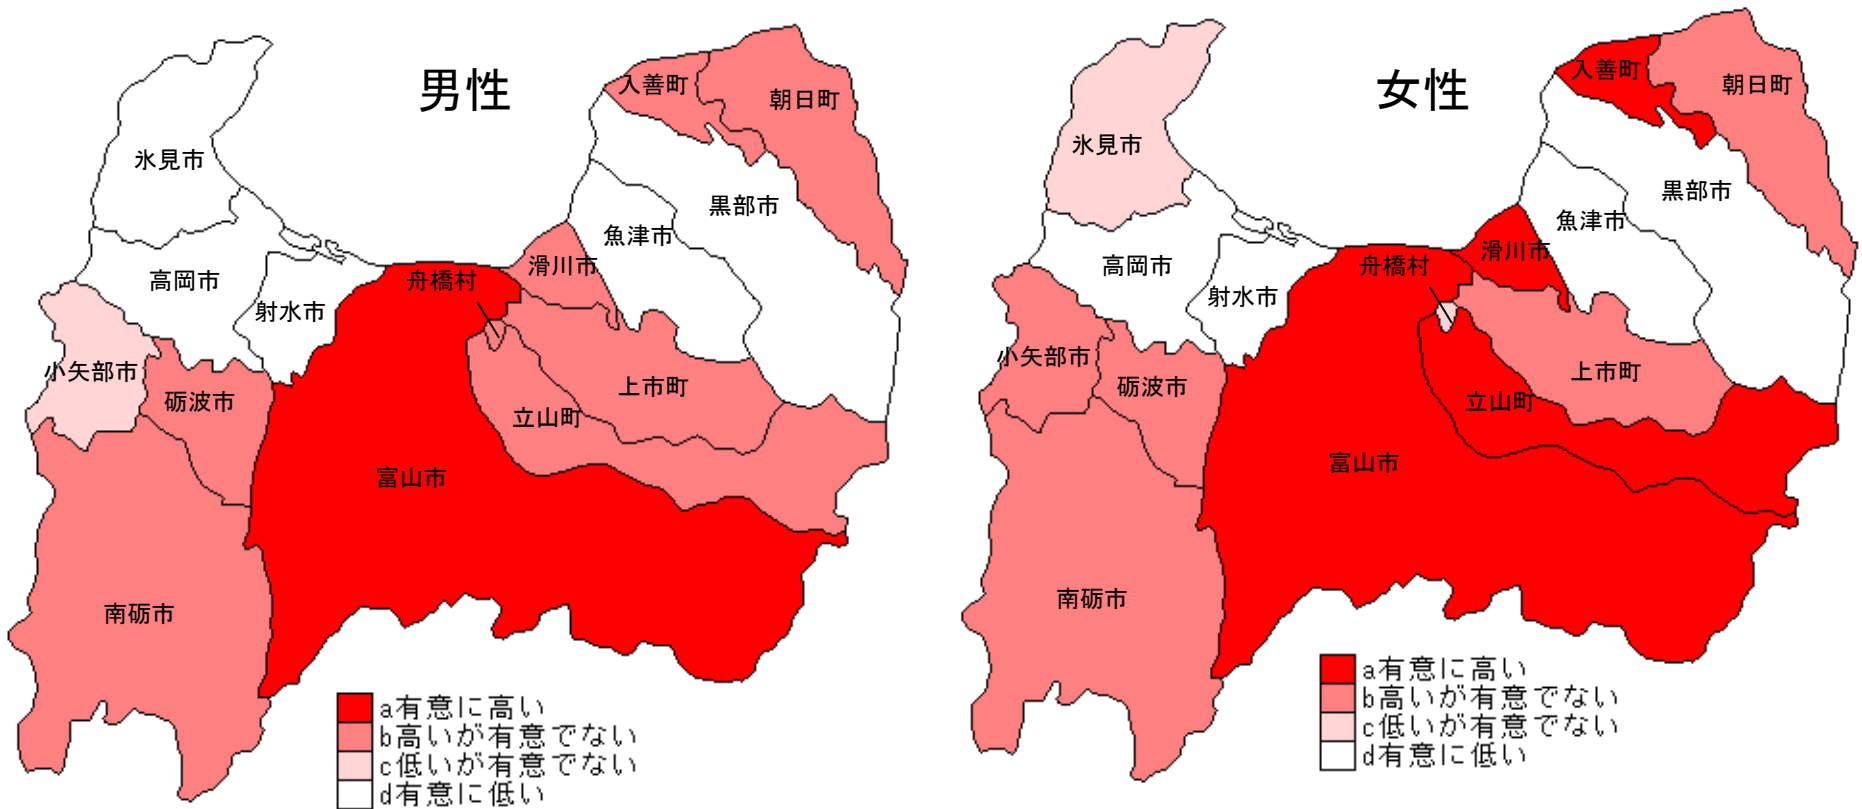 男性
入善町
朝日町
氷見市
黒部市
魚津市
滑川市
舟橋村
高岡市
射水市
小矢部市
砺波市
上市町
立山町
富山市
南砺市
a有意に高い
b高いが有意でない
c低いが有意でない
d有意に低い
女性
入善町
朝日町
氷見市
黒部市
魚津市
滑川市
舟橋村
高岡市
射水市
小矢部市
砺波市
上市町
立山町
富山市
南砺市
a有意に高い
b高いが有意でない
c低いが有意でない
d有意に低い